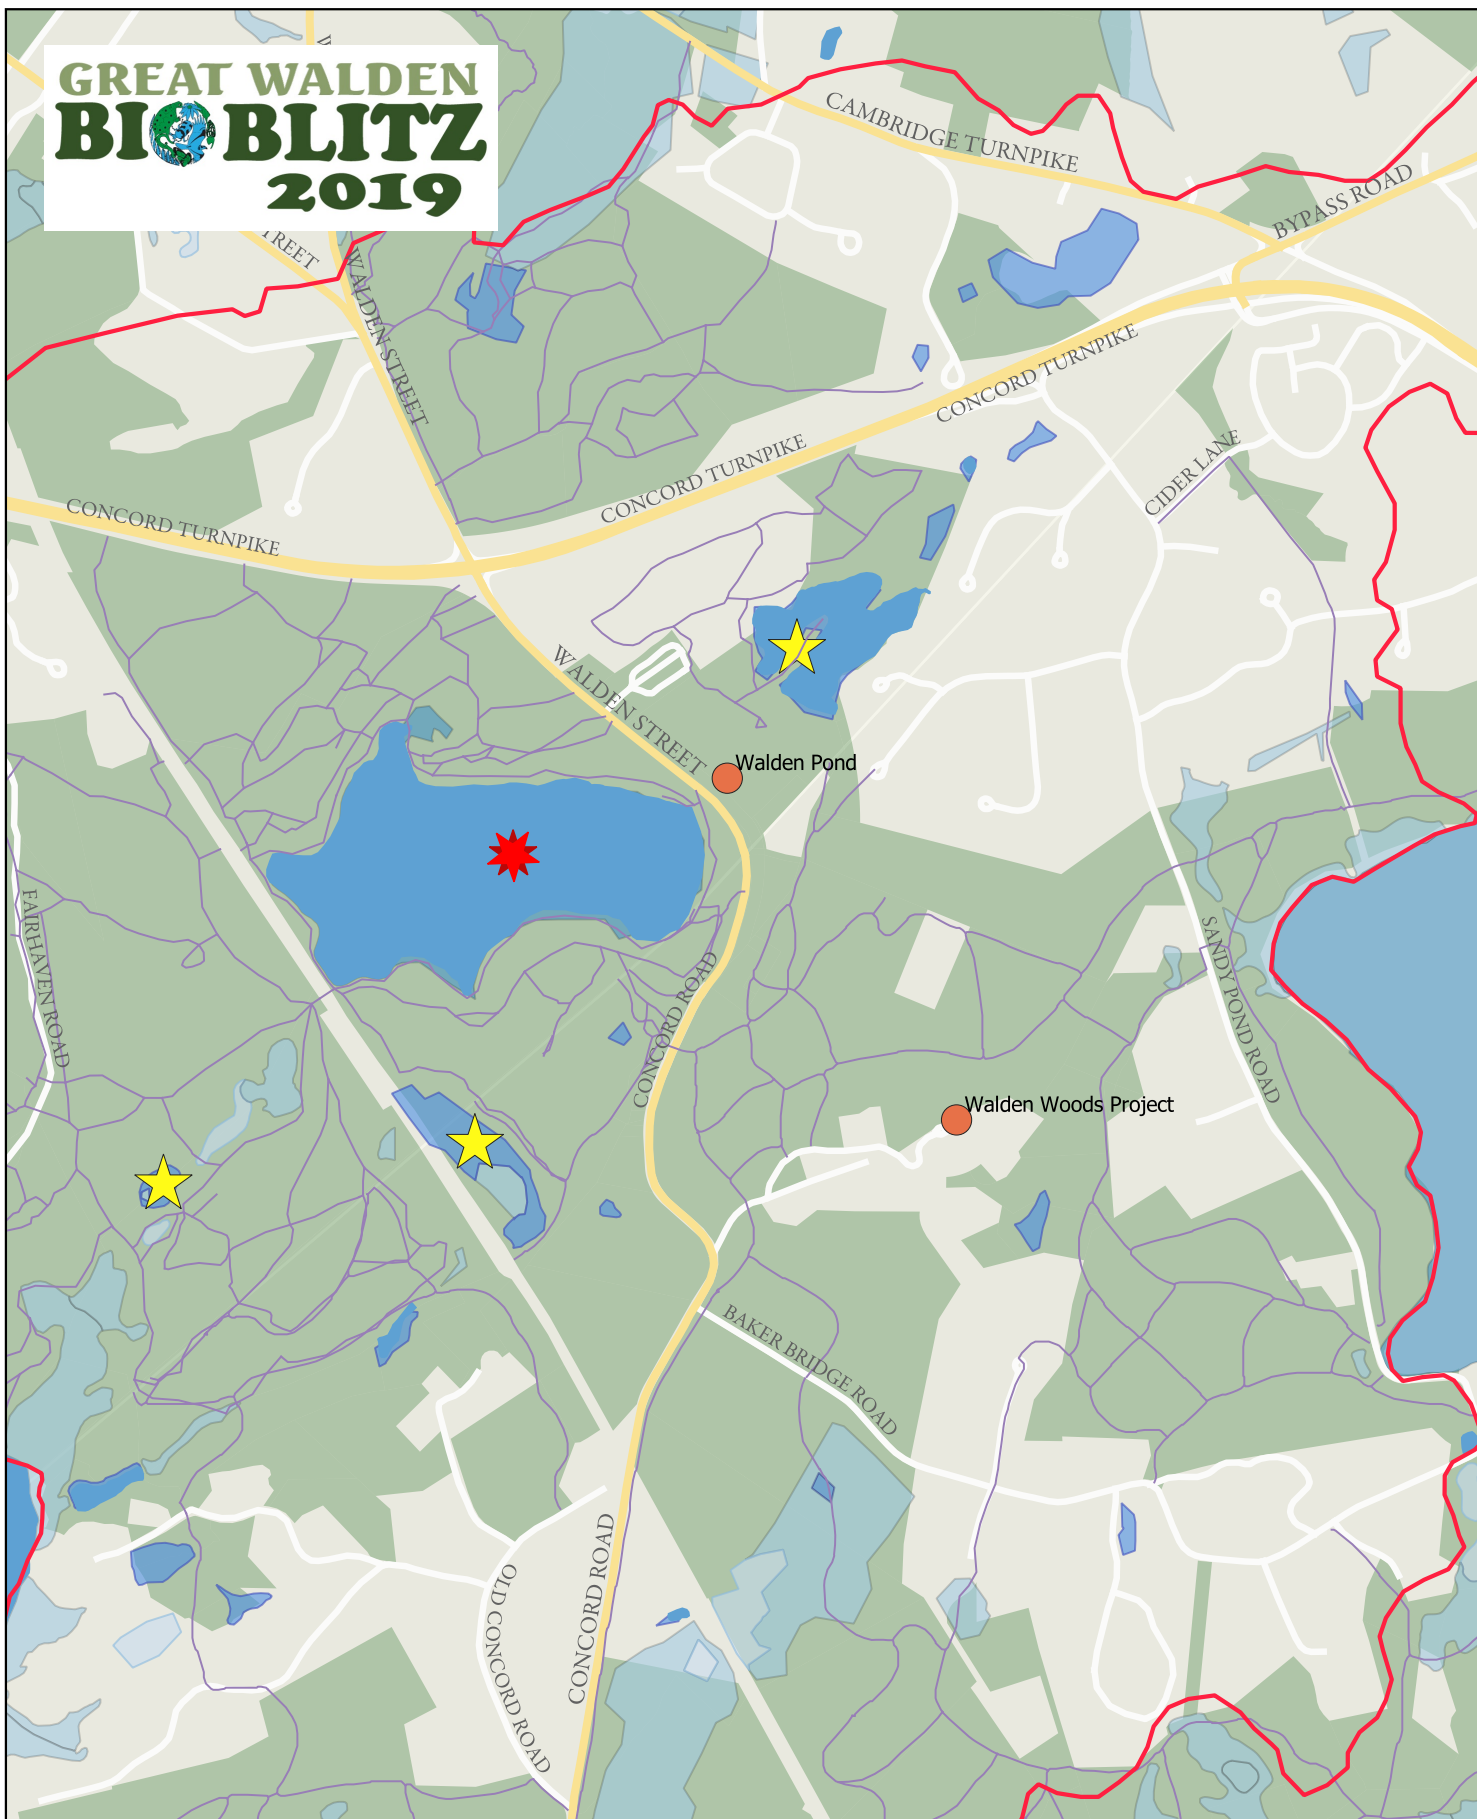 GREAT WALDEN
BIOBLITZ
2019
W
TREET
WALDEN STREET
CAMBRIDGE TURNPIKE
BYPASS ROAD
CONCORD TURNPIKE
CONCORD TURNPIKE
CONCORD TURNPIKE
CIDER LANE
WALDEN STREET
Walden Pond
FAIRHAVEN ROAD
CONCORD ROAD
SANDY POND ROAD
Walden Woods Project
BAKER BRIDGE ROAD
OLD CONCORD ROAD
CONCORD ROAD